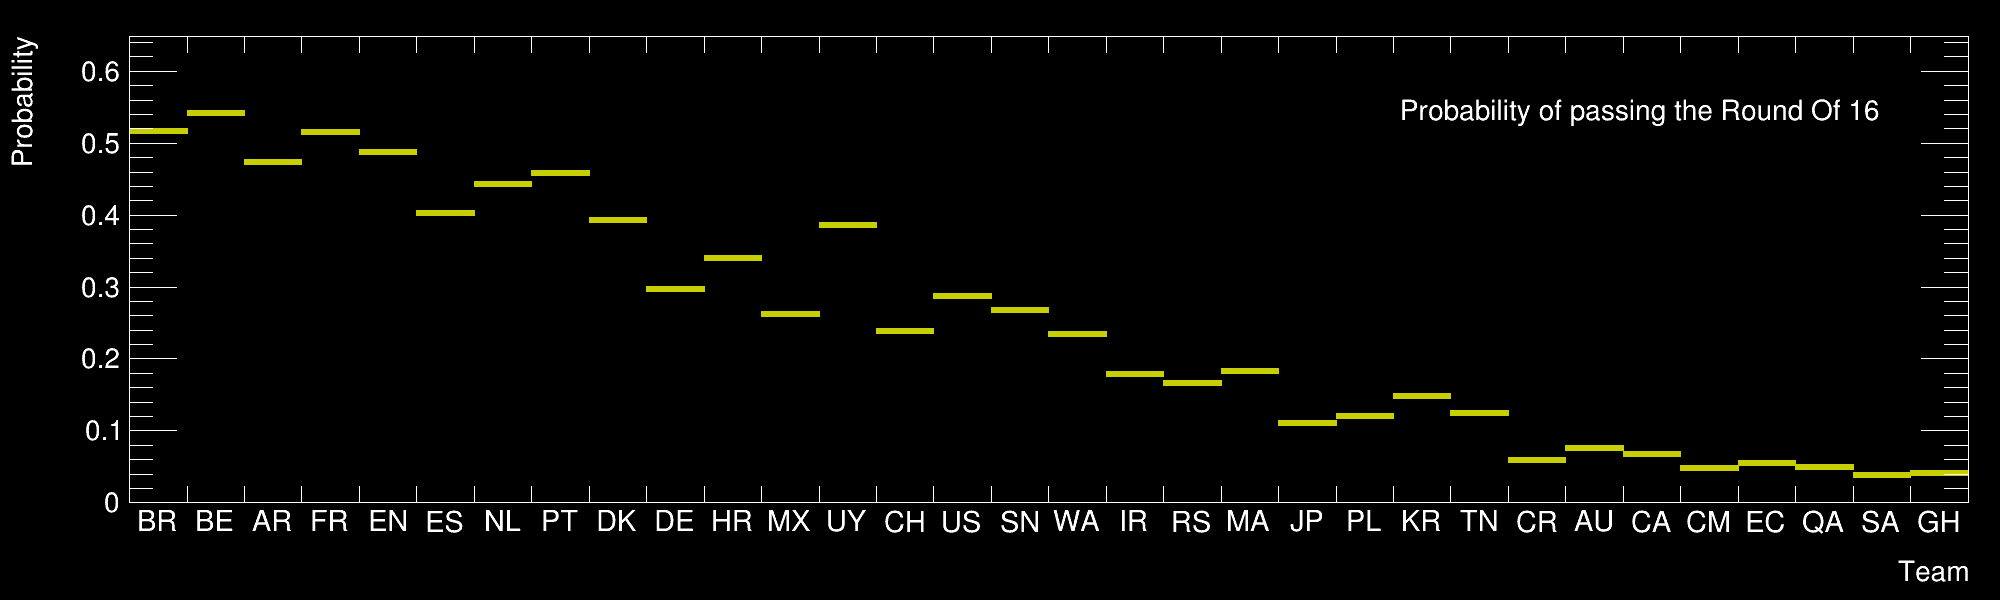 Probability
0.6
0.5
0.4
0.3
0.2
0.1
0
Probability of passing the Round Of 16
BR BE AR FR EN ES NL PT DK DE HR MX UY CH US SN WA IR RS MA JP PL KR TN CR AU CA CM EC QA SA GH
Team